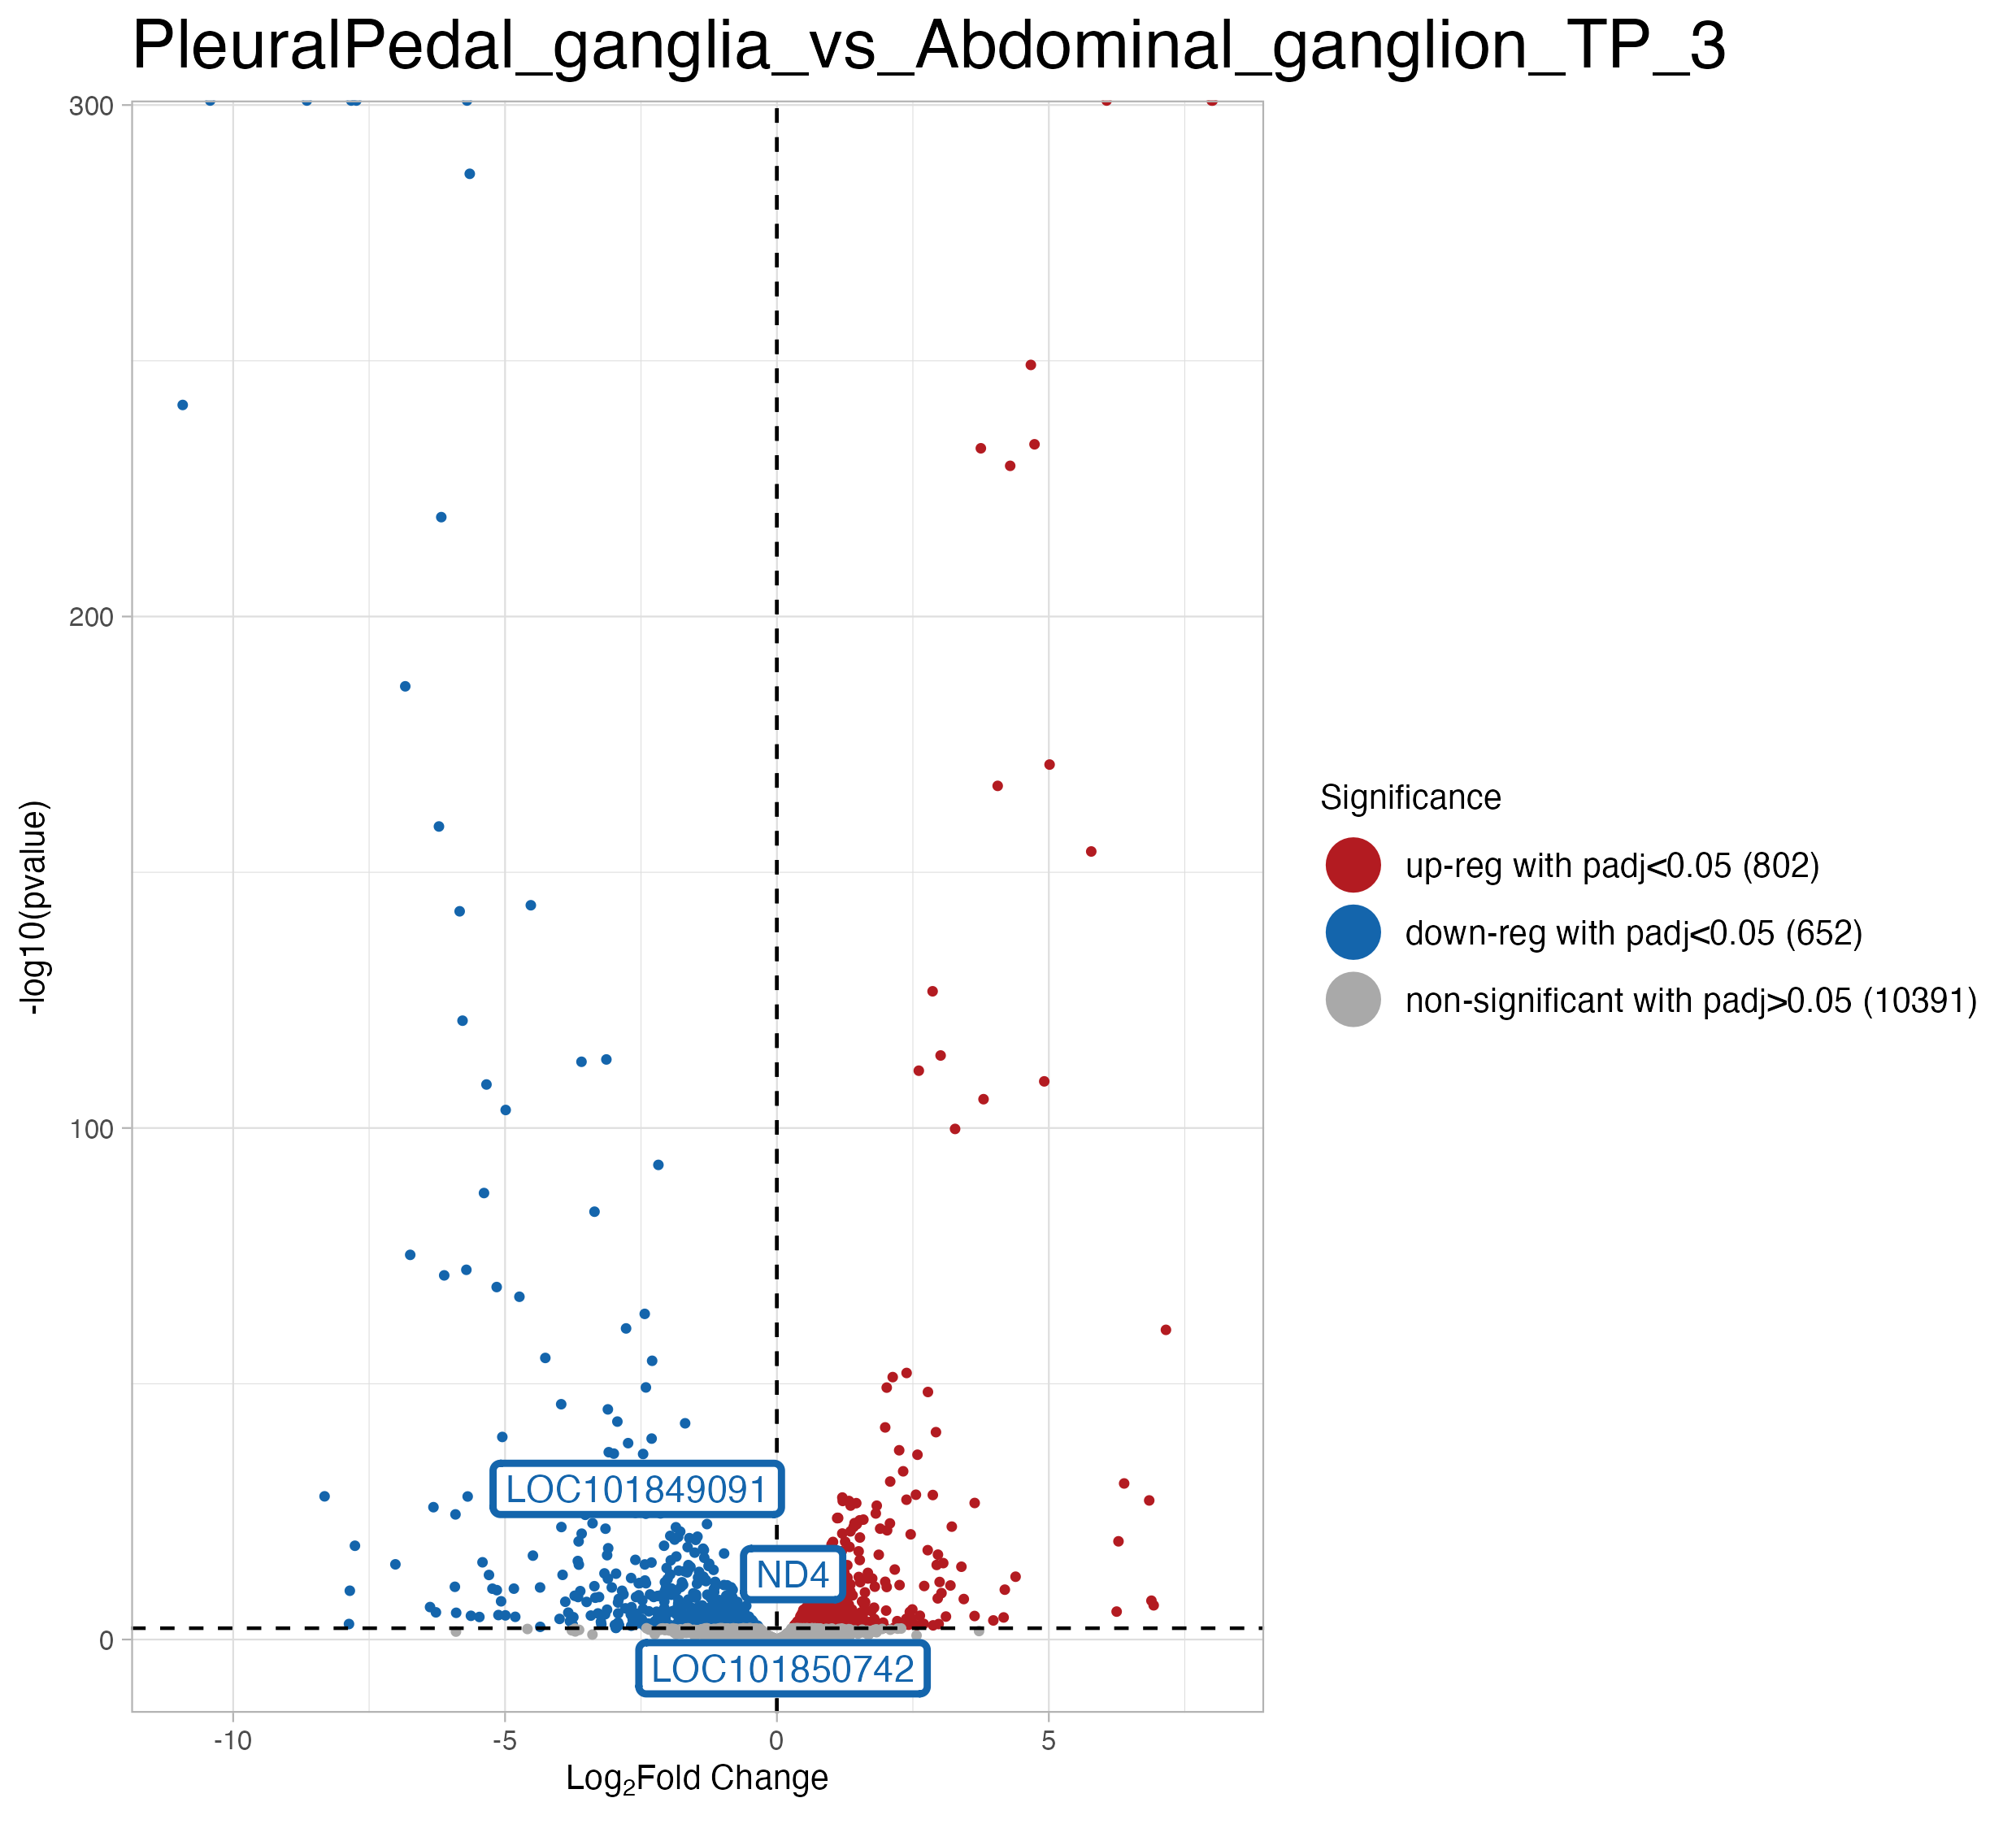 PleuralPedal_ganglia_vs_Abdominal_ganglion_TP_3
300
200
100
0
-log10(pvalue)
LOC101849091
ND4
LOC101850742
-10
-5
0
5
Log₂Fold Change
Significance
up-reg with padj<0.05 (802)
down-reg with padj<0.05 (652)
non-significant with padj>0.05 (10391)